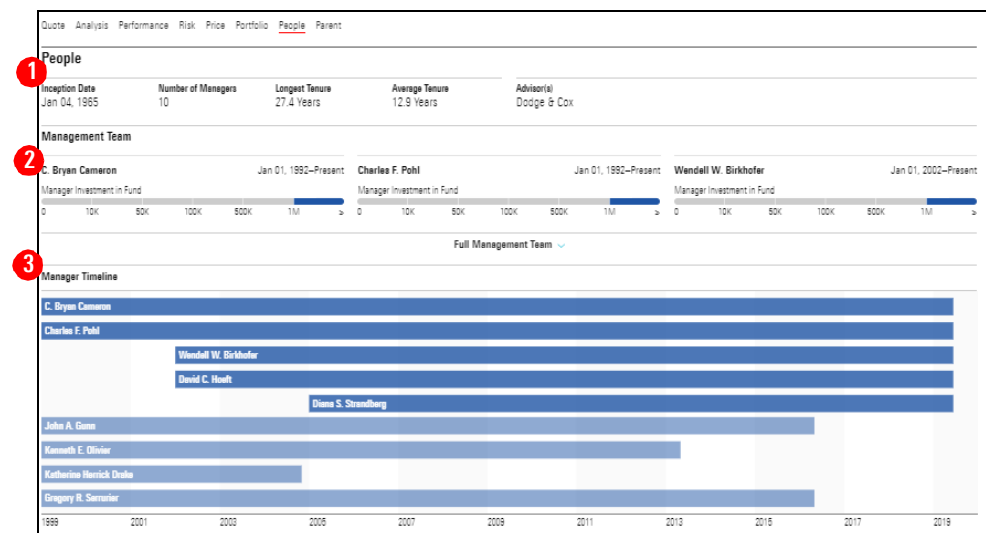 Quote Analysis Performance Risk Price Portfolio People Parent
People
1
Inception Date Number of Managers Longest Tenure Average Tenure Advisor(s)
Jan 04, 1965 10 27.4 Years 12.9 Years Dodge & Cox
Management Team
2
C. Bryan Cameron Jan 01, 1992–Present Charles F. Pohl Jan 01, 1992–Present Wendell W. Birkhofer Jan 01, 2002–Present
Manager Investment in Fund Manager Investment in Fund Manager Investment in Fund
0 10K 50K 100K 500K 1M ≥ 0 10K 50K 100K 500K 1M ≥ 0 10K 50K 100K 500K 1M ≥
Full Management Team
3
Manager Timeline
C. Bryan Cameron
Charles F. Pohl
Wendell W. Birkhofer
David C. Hoeft
Diana S. Strandberg
John A. Gunn
Kenneth E. Olivier
Katherine Herrick Drake
Gregory R. Serrurier
1999 2001 2003 2005 2007 2009 2011 2013 2015 2017 2019